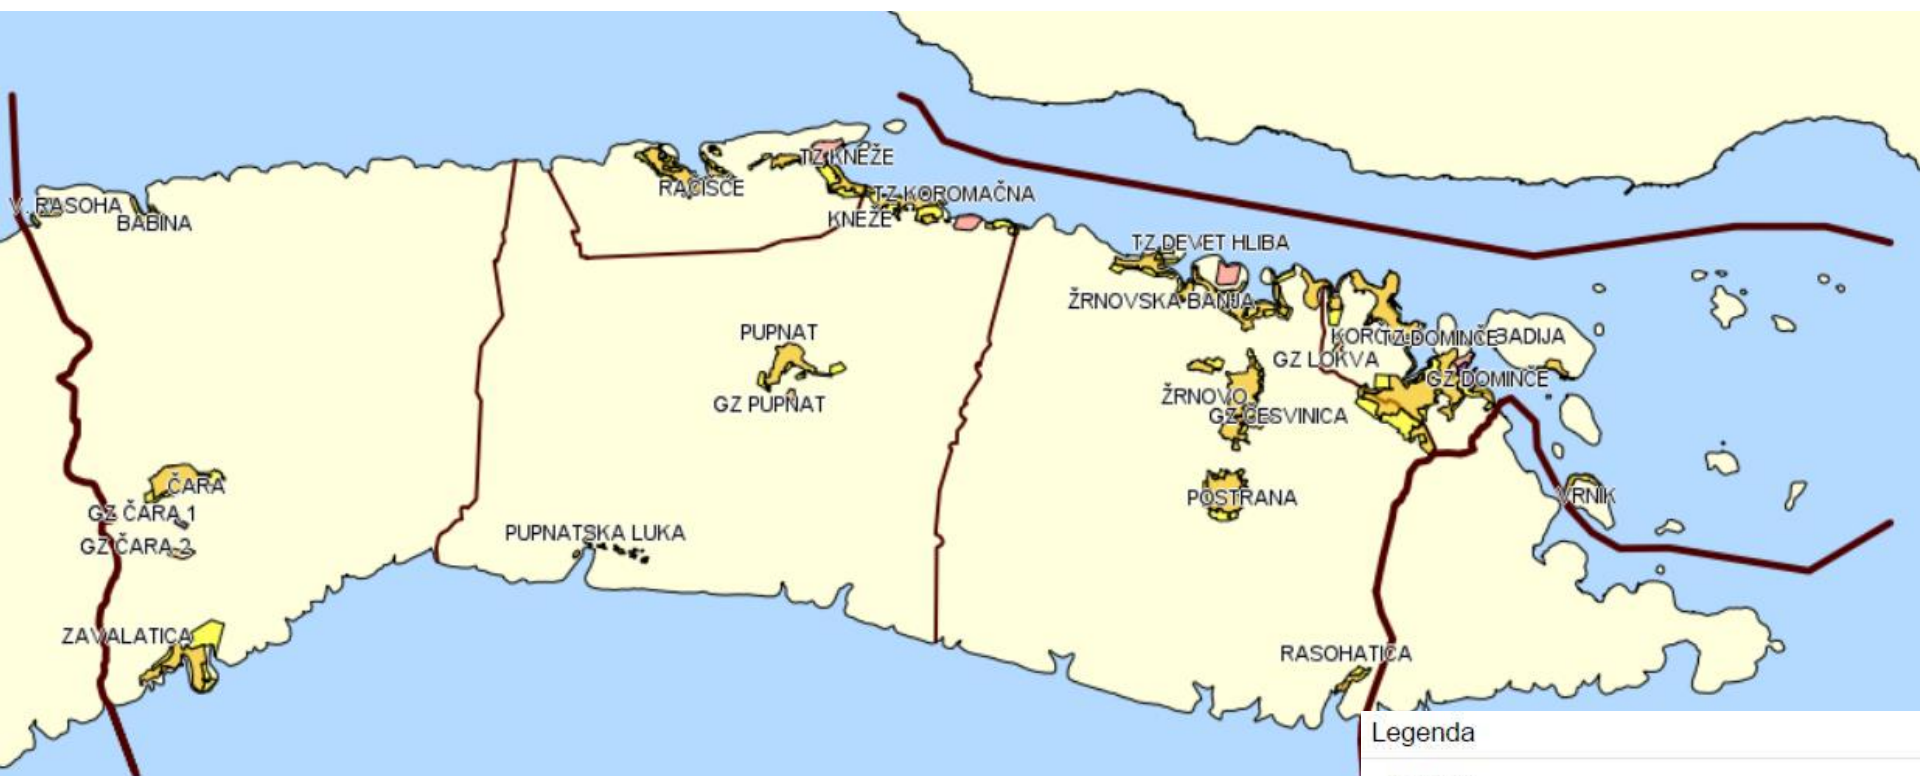 TZ KNEŽE
RAČIŠĆE
TZ KOROMAČNA
V. RASOHA
BABINA
KNEŽE
TZ DEVET HLIBA
ŽRNOVSKA BANJA
PUPNAT
TZ DOMINČE
BADIJA
GZ LOKVA
GZ DOMINČE
ŽRNOVO
GZ PUPNAT
GZ ČESVINICA
ČARA
POSTRANA
VRNIK
GZ ČARA 1
PUPNATSKA LUKA
GZ ČARA 2
ZAVALATICA
RASOHATICA
Legenda